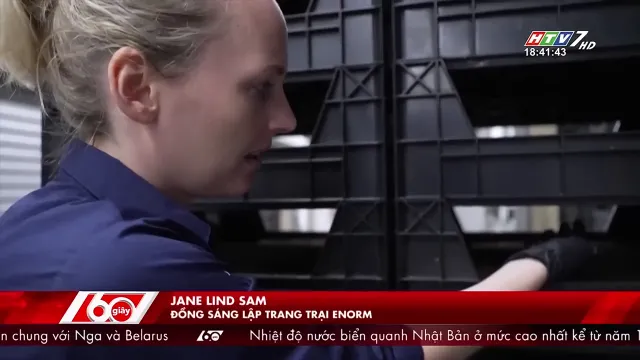 HTV7 HD
18:41:43
60 giây
JANE LIND SAM
ĐỒNG SÁNG LẬP TRANG TRẠI ENORM
n chung với Nga và Belarus 60 giây Nhiệt độ nước biển quanh Nhật Bản ở mức cao nhất kể từ năm 1